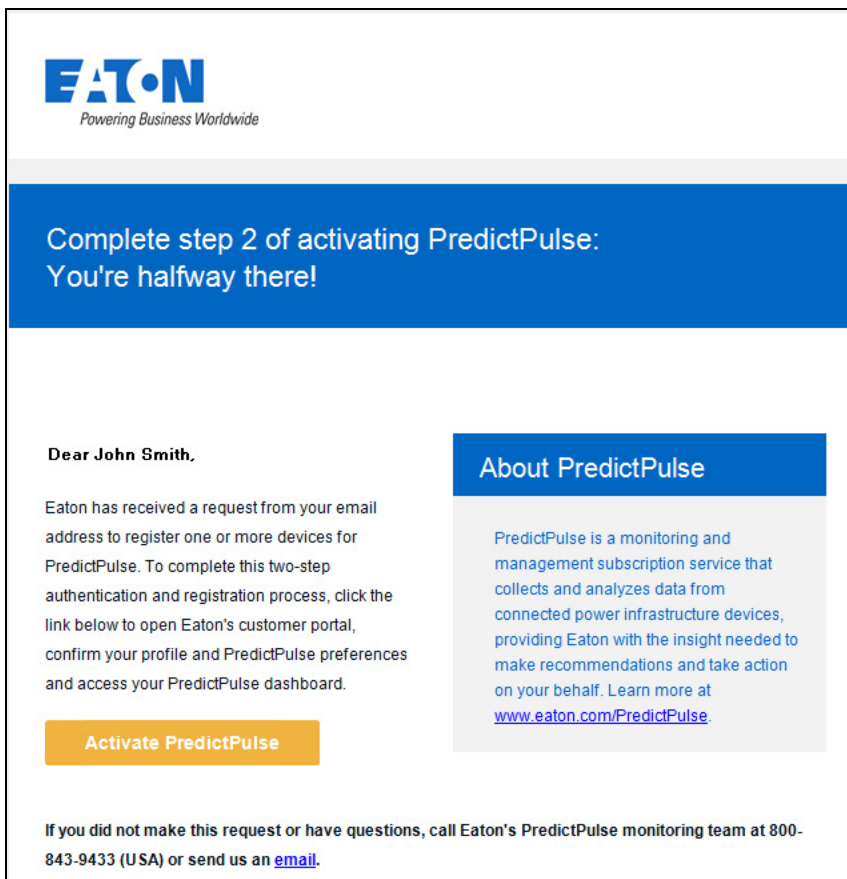 EATON
Powering Business Worldwide
Complete step 2 of activating PredictPulse:
You're halfway there!
Dear John Smith,
Eaton has received a request from your email
address to register one or more devices for
PredictPulse. To complete this two-step
authentication and registration process, click the
link below to open Eaton's customer portal,
confirm your profile and PredictPulse preferences
and access your PredictPulse dashboard.
Activate PredictPulse
About PredictPulse
PredictPulse is a monitoring and
management subscription service that
collects and analyzes data from
connected power infrastructure devices,
providing Eaton with the insight needed to
make recommendations and take action
on your behalf. Learn more at
www.eaton.com/PredictPulse.
If you did not make this request or have questions, call Eaton's PredictPulse monitoring team at 800-
843-9433 (USA) or send us an email.